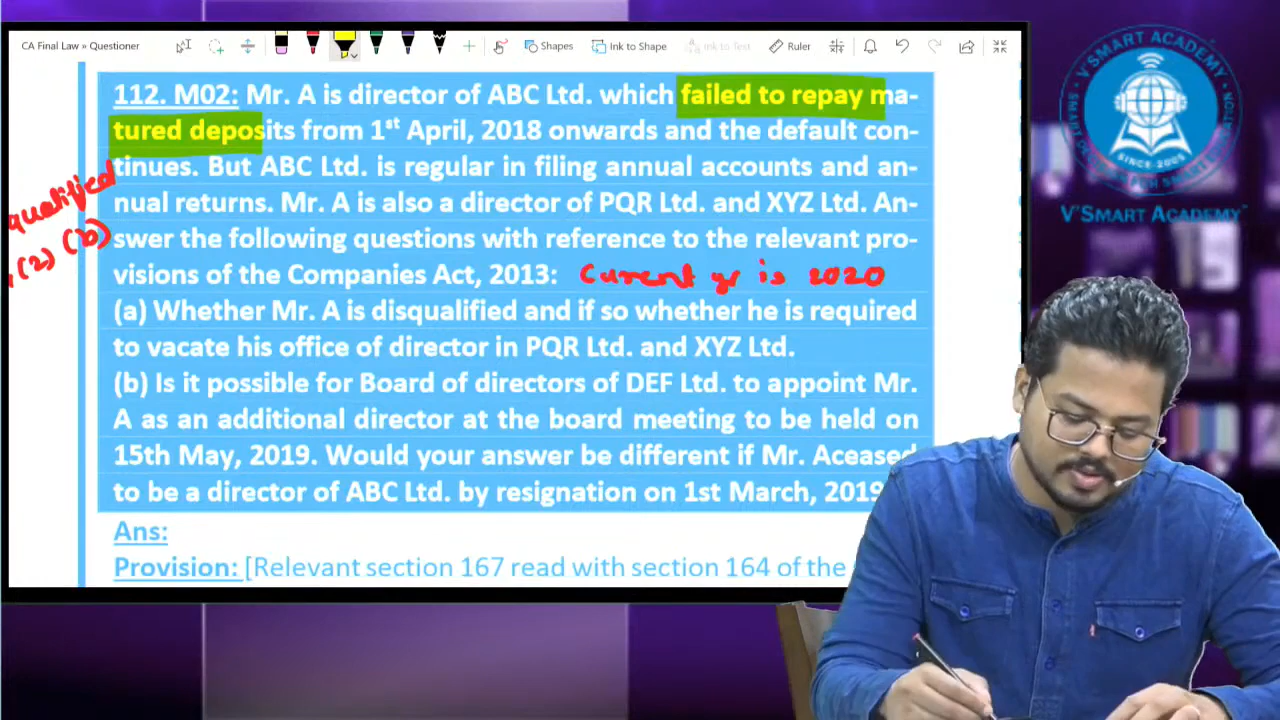 CA Final Law » Questioner
Shapes
Ink to Shape
Ink to Text
Ruler
112. M02: Mr. A is director of ABC Ltd. which failed to repay ma-
tured deposits from 1st April, 2018 onwards and the default con-
tinues. But ABC Ltd. is regular in filing annual accounts and an-
nual returns. Mr. A is also a director of PQR Ltd. and XYZ Ltd. An-
swer the following questions with reference to the relevant pro-
visions of the Companies Act, 2013: Current yr is 2020
(a) Whether Mr. A is disqualified and if so whether he is required
to vacate his office of director in PQR Ltd. and XYZ Ltd.
(b) Is it possible for Board of directors of DEF Ltd. to appoint Mr.
A as an additional director at the board meeting to be held on
15th May, 2019. Would your answer be different if Mr. Aceased
to be a director of ABC Ltd. by resignation on 1st March, 2019
Ans:
Provision: [Relevant section 167 read with section 164 of the
qualified
(2) (b)
V'SMART ACADEMY
SINCE-2005
V'SMART ACADEMY